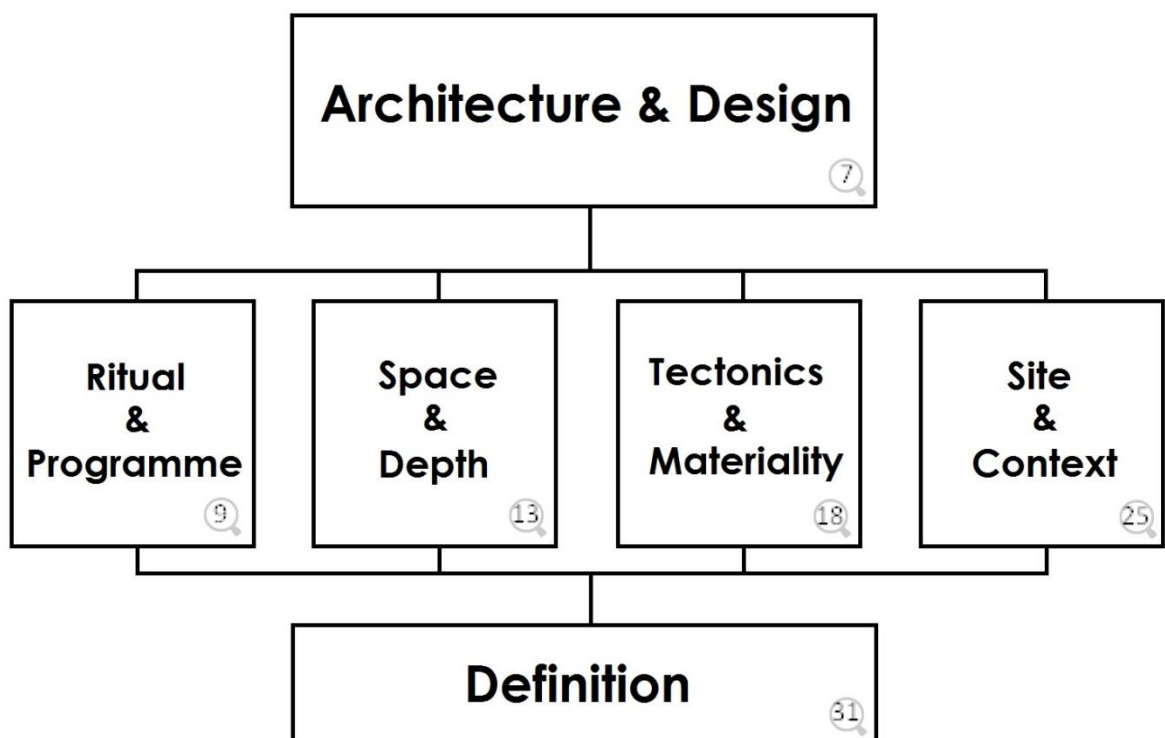 Architecture & Design
7
Ritual
&
Programme
9
Space
&
Depth
13
Tectonics
&
Materiality
18
Site
&
Context
25
Definition
31